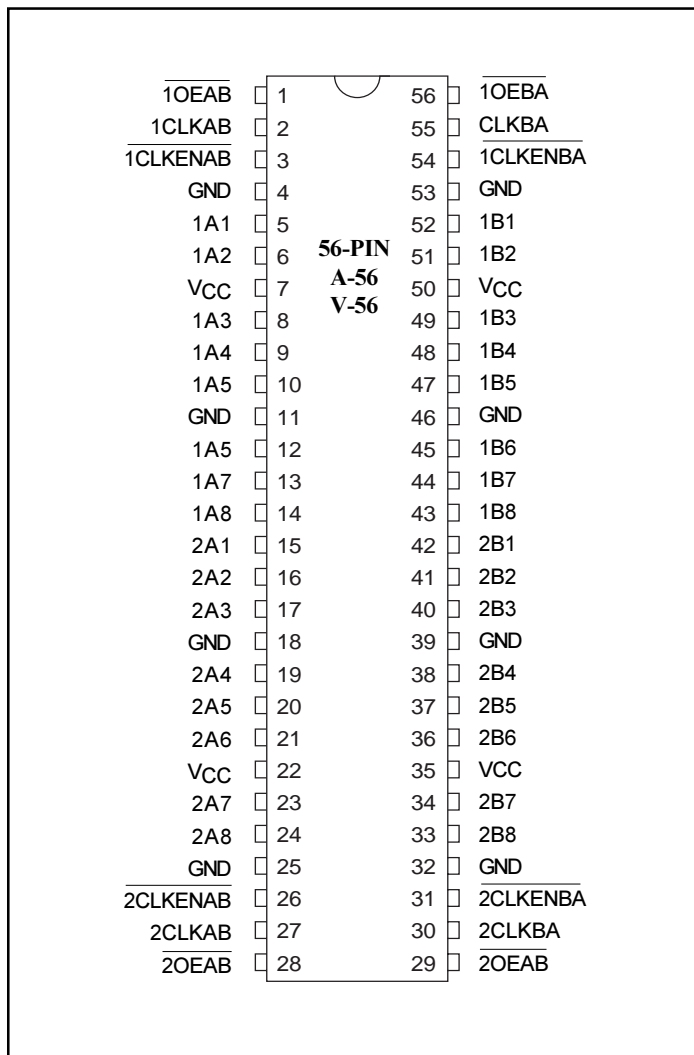 1OEAB 1 56 1OEBA
1CLKAB 2 55 CLKBA
1CLKENAB 3 54 1CLKENBA
GND 4 53 GND
1A1 5 52 1B1
1A2 6 56-PIN 51 1B2
A-56
VCC 7 50 VCC
V-56
1A3 8 49 1B3
1A4 9 48 1B4
1A5 10 47 1B5
GND 11 46 GND
1A5 12 45 1B6
1A7 13 44 1B7
1A8 14 43 1B8
2A1 15 42 2B1
2A2 16 41 2B2
2A3 17 40 2B3
GND 18 39 GND
2A4 19 38 2B4
2A5 20 37 2B5
2A6 21 36 2B6
VCC 22 35 VCC
2A7 23 34 2B7
2A8 24 33 2B8
GND 25 32 GND
2CLKENAB 26 31 2CLKENBA
2CLKAB 27 30 2CLKBA
2OEAB 28 29 2OEAB